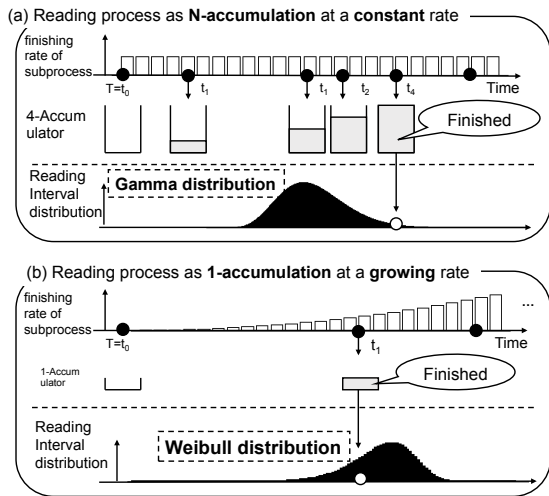 (a) Reading process as N-accumulation at a constant rate
finishing
rate of
subprocess
T=t0
t1
t1
t2
t4
Time
4-Accum
ulator
Finished
Reading
Interval
distribution
Gamma distribution
(b) Reading process as 1-accumulation at a growing rate
finishing
rate of
subprocess
...
T=t0
t1
Time
1-Accum
ulator
Finished
Reading
Interval
distribution
Weibull distribution